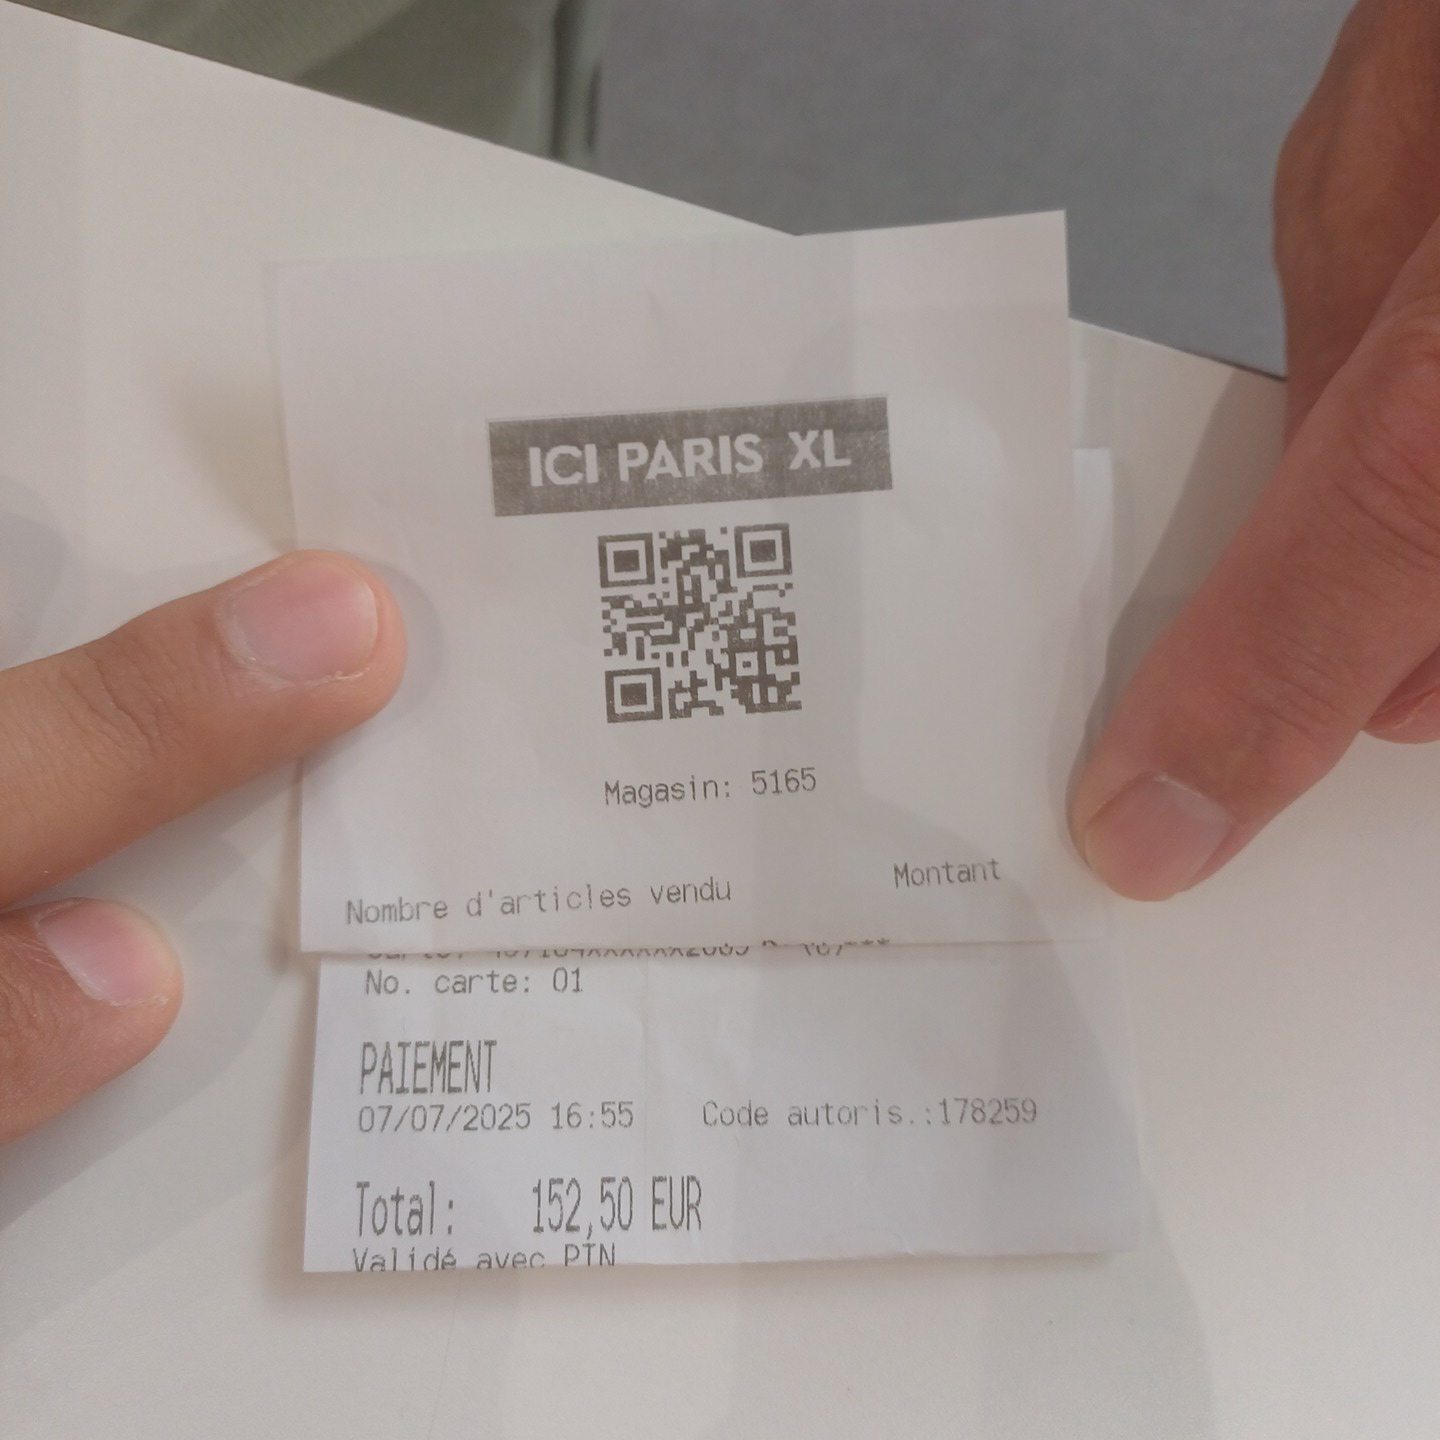 ICI PARIS XL
Magasin: 5165
Nombre d'articles vendu Montant
No. carte: 01
PAIEMENT
07/07/2025 16:55 Code autoris.:178259
Total: 152,50 EUR
Validé avec PIN